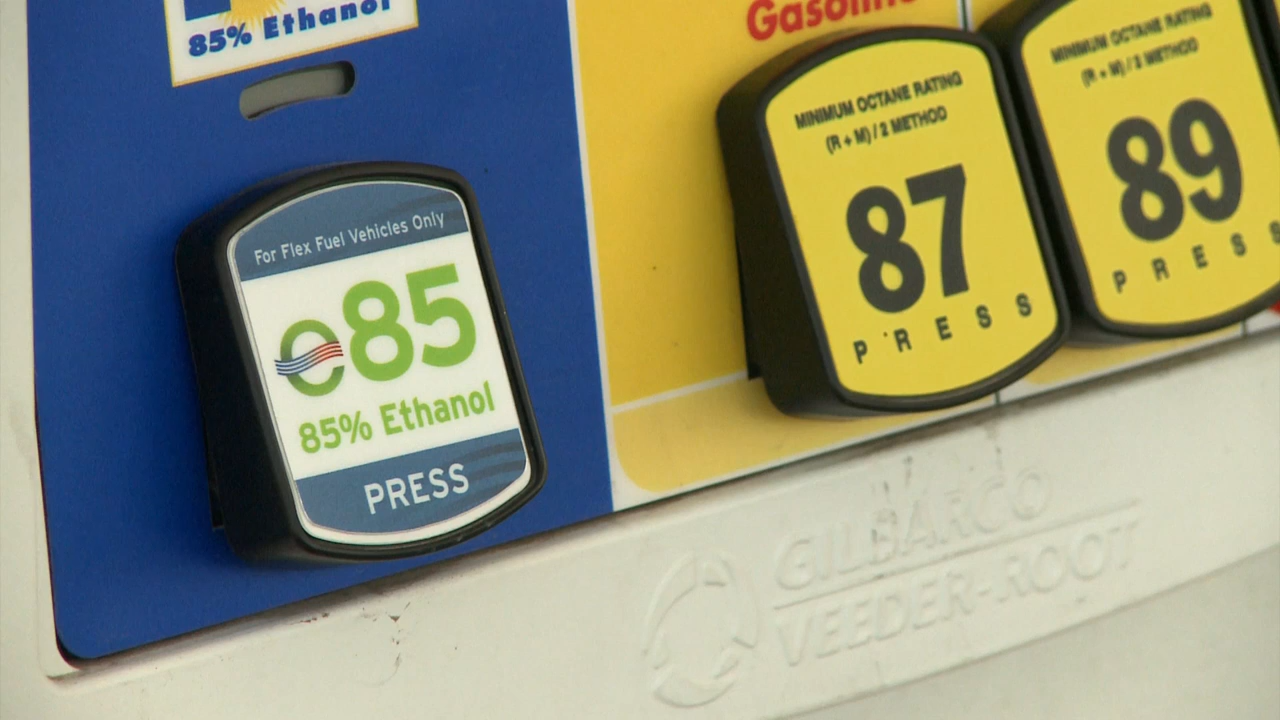 85% Ethanol
For Flex Fuel Vehicles Only
e85
85% Ethanol
PRESS
Gasoline
MINIMUM OCTANE RATING
(R + M) / 2 METHOD
87
PRESS
MINIMUM OCTANE RATING
(R + M) / 2 METHOD
89
PRESS
GILBARCO
VEEDER-ROOT